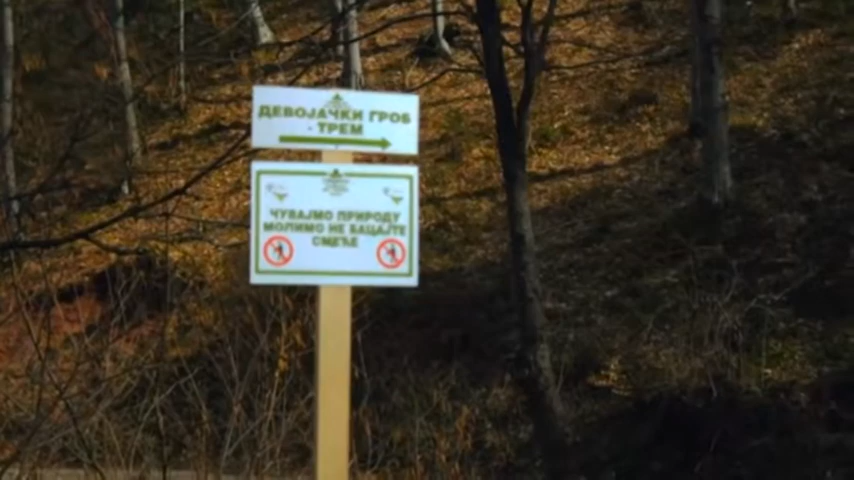 ДЕВОЈАЧКИ ГРОБ
- ТРЕМ
ЧУВАЈМО ПРИРОДУ
МОЛИМО НЕ БАЦАЈТЕ
СМЕЋЕ